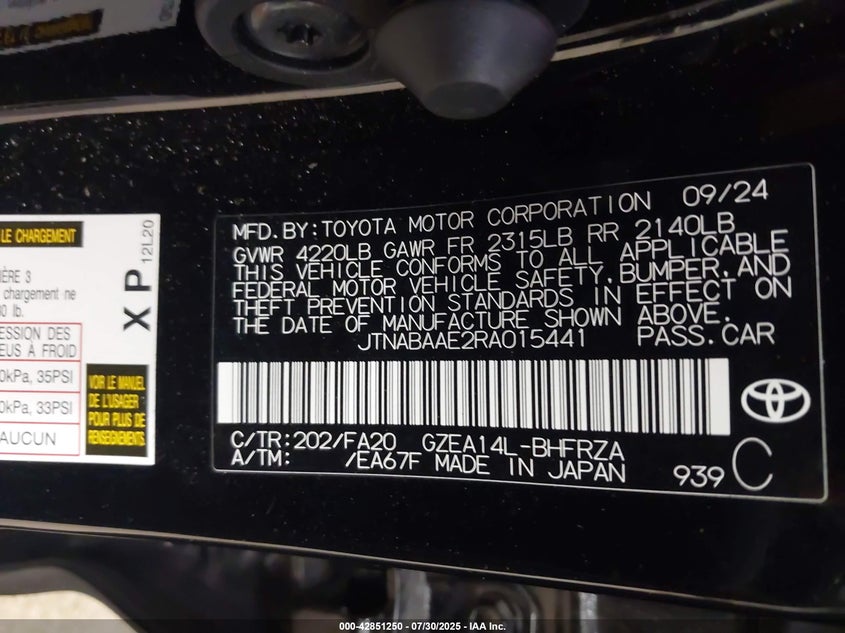 LE CHARGEMENT
IÈRE 3
chargement ne
0 lb.
ESSION DES
EUS À FROID
0kPa, 35PSI
0kPa, 33PSI
AUCUN
XP
12L20
VOIR LE MANUEL
DE L'USAGER
POUR PLUS DE
RENSEIGNEMENTS
MFD. BY: TOYOTA MOTOR CORPORATION 09/24
GVWR 4220LB GAWR FR 2315LB RR 2140LB
THIS VEHICLE CONFORMS TO ALL APPLICABLE
FEDERAL MOTOR VEHICLE SAFETY, BUMPER, AND
THEFT PREVENTION STANDARDS IN EFFECT ON
THE DATE OF MANUFACTURE SHOWN ABOVE.
JTNABAAE2RA015441 PASS. CAR
C/TR: 202/FA20 GZEA14L-BHFRZA
A/TM: /EA67F MADE IN JAPAN 939 C
000-42851250 | 07/30/2025 - IAA Inc.